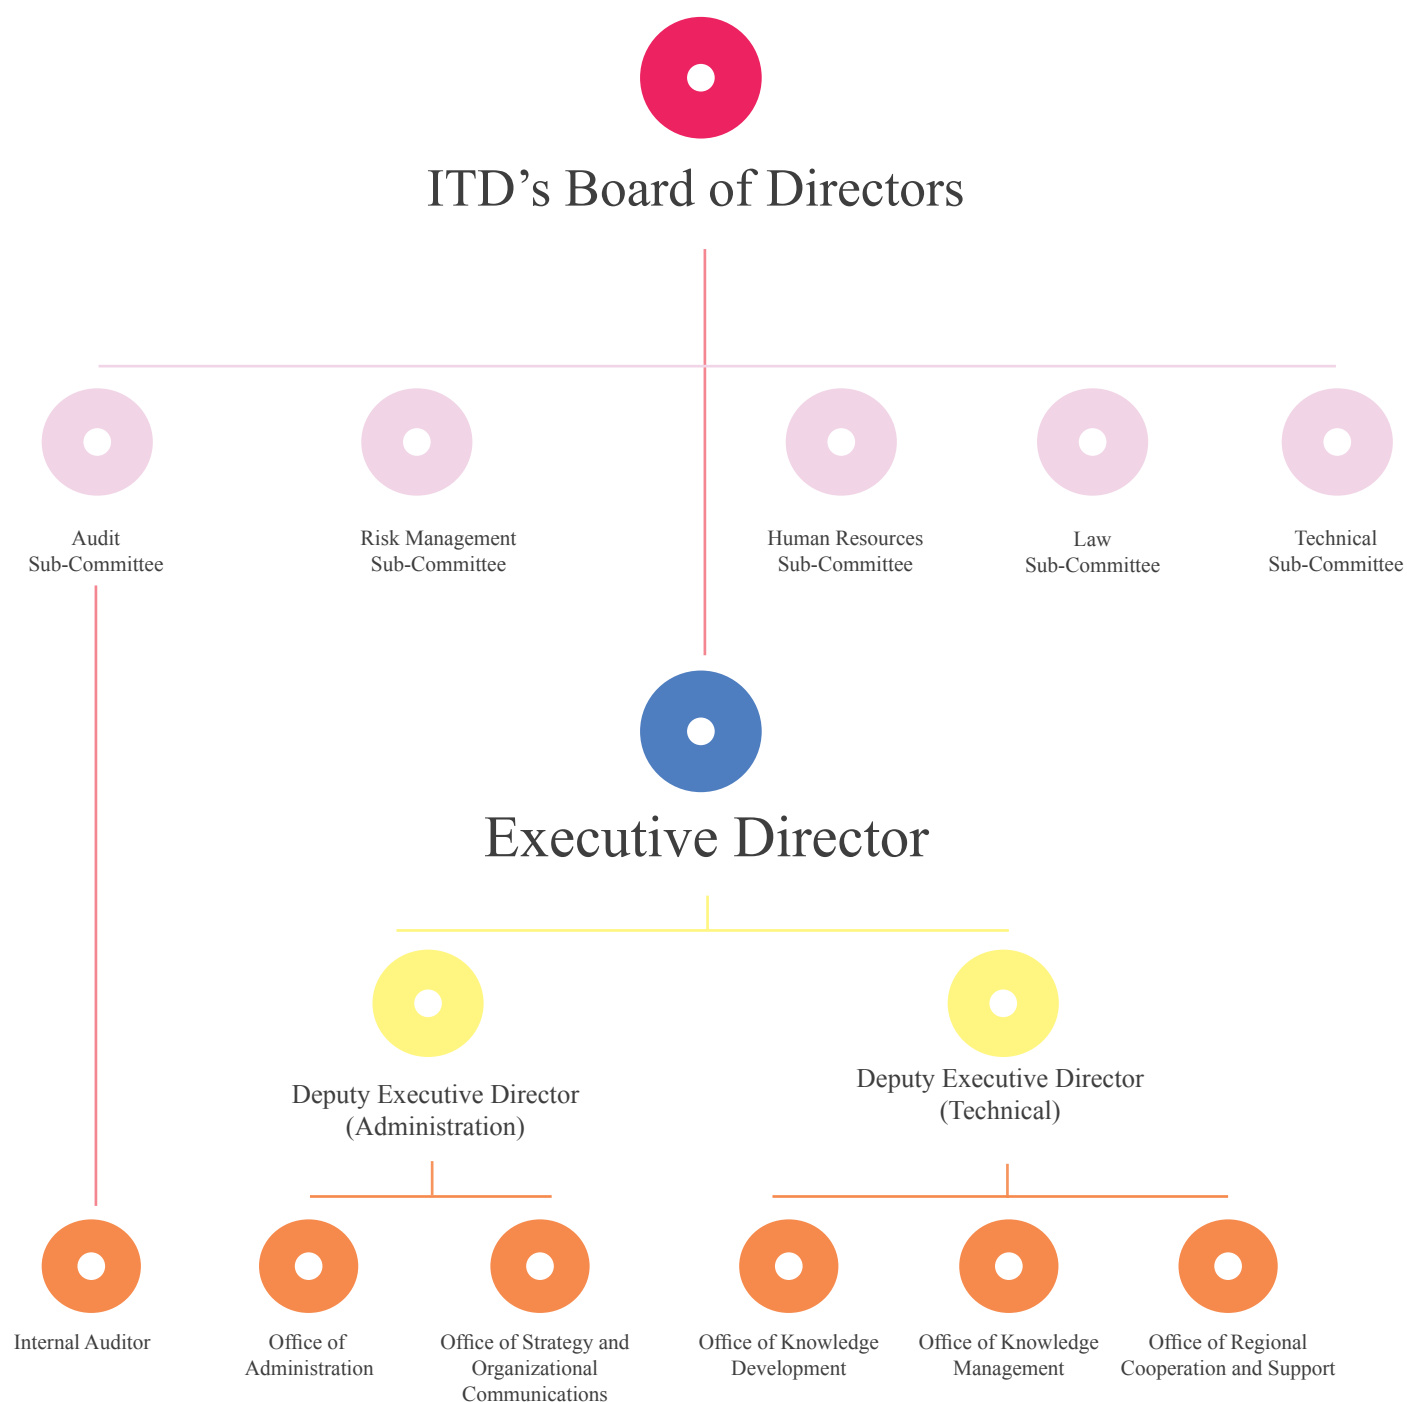 ITD’s Board of Directors
Audit
Sub-Committee
Risk Management
Sub-Committee
Human Resources
Sub-Committee
Law
Sub-Committee
Technical
Sub-Committee
Executive Director
Deputy Executive Director
(Administration)
Deputy Executive Director
(Technical)
Internal Auditor
Office of
Administration
Office of Strategy and
Organizational
Communications
Office of Knowledge
Development
Office of Knowledge
Management
Office of Regional
Cooperation and Support